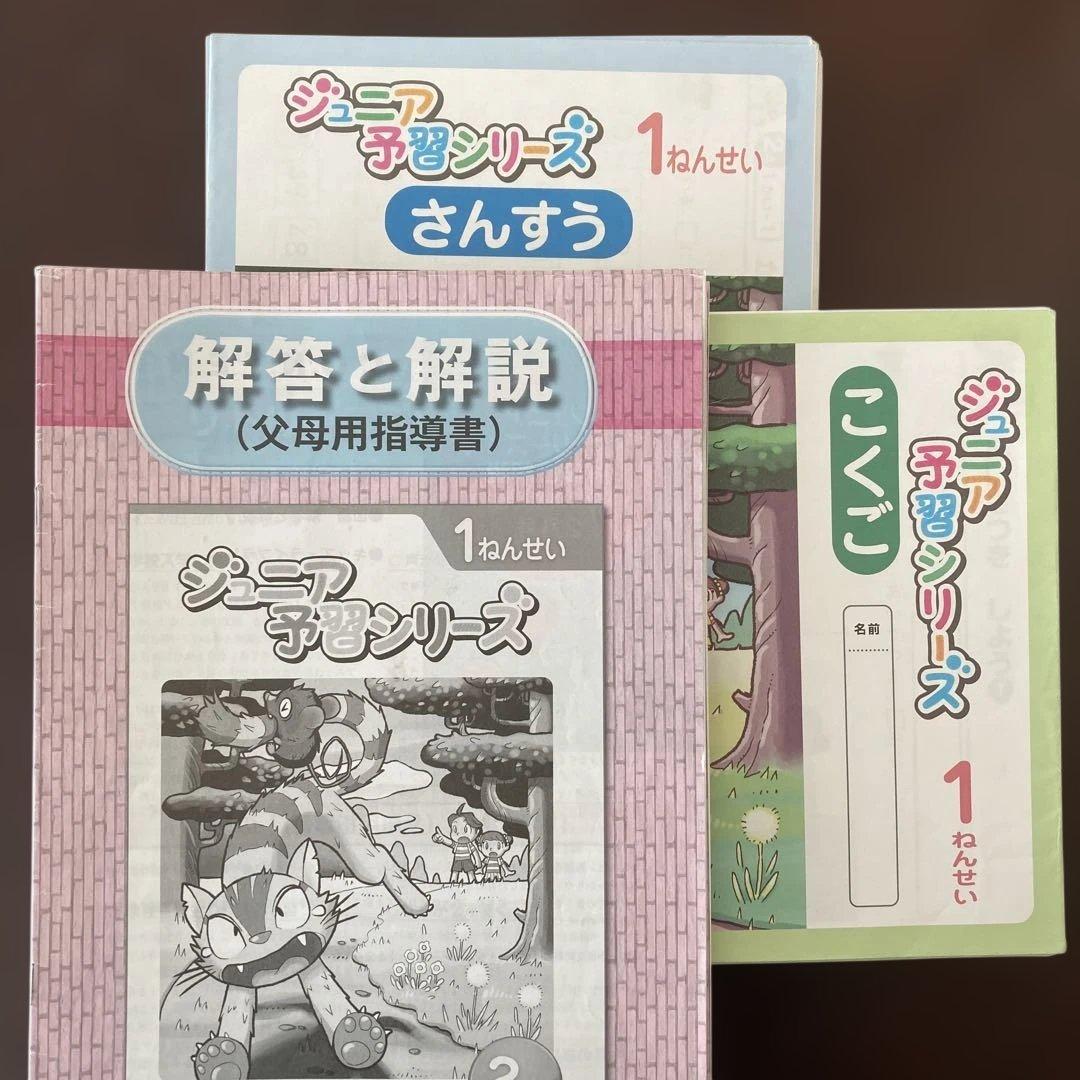 ジュニア
予習シリーズ
1ねんせい
さんすう
解答と解説
(父母用指導書)
1ねんせい
ジュニア
予習シリーズ
ジュニア
予習シリーズ
こくご
名前
1ねんせい